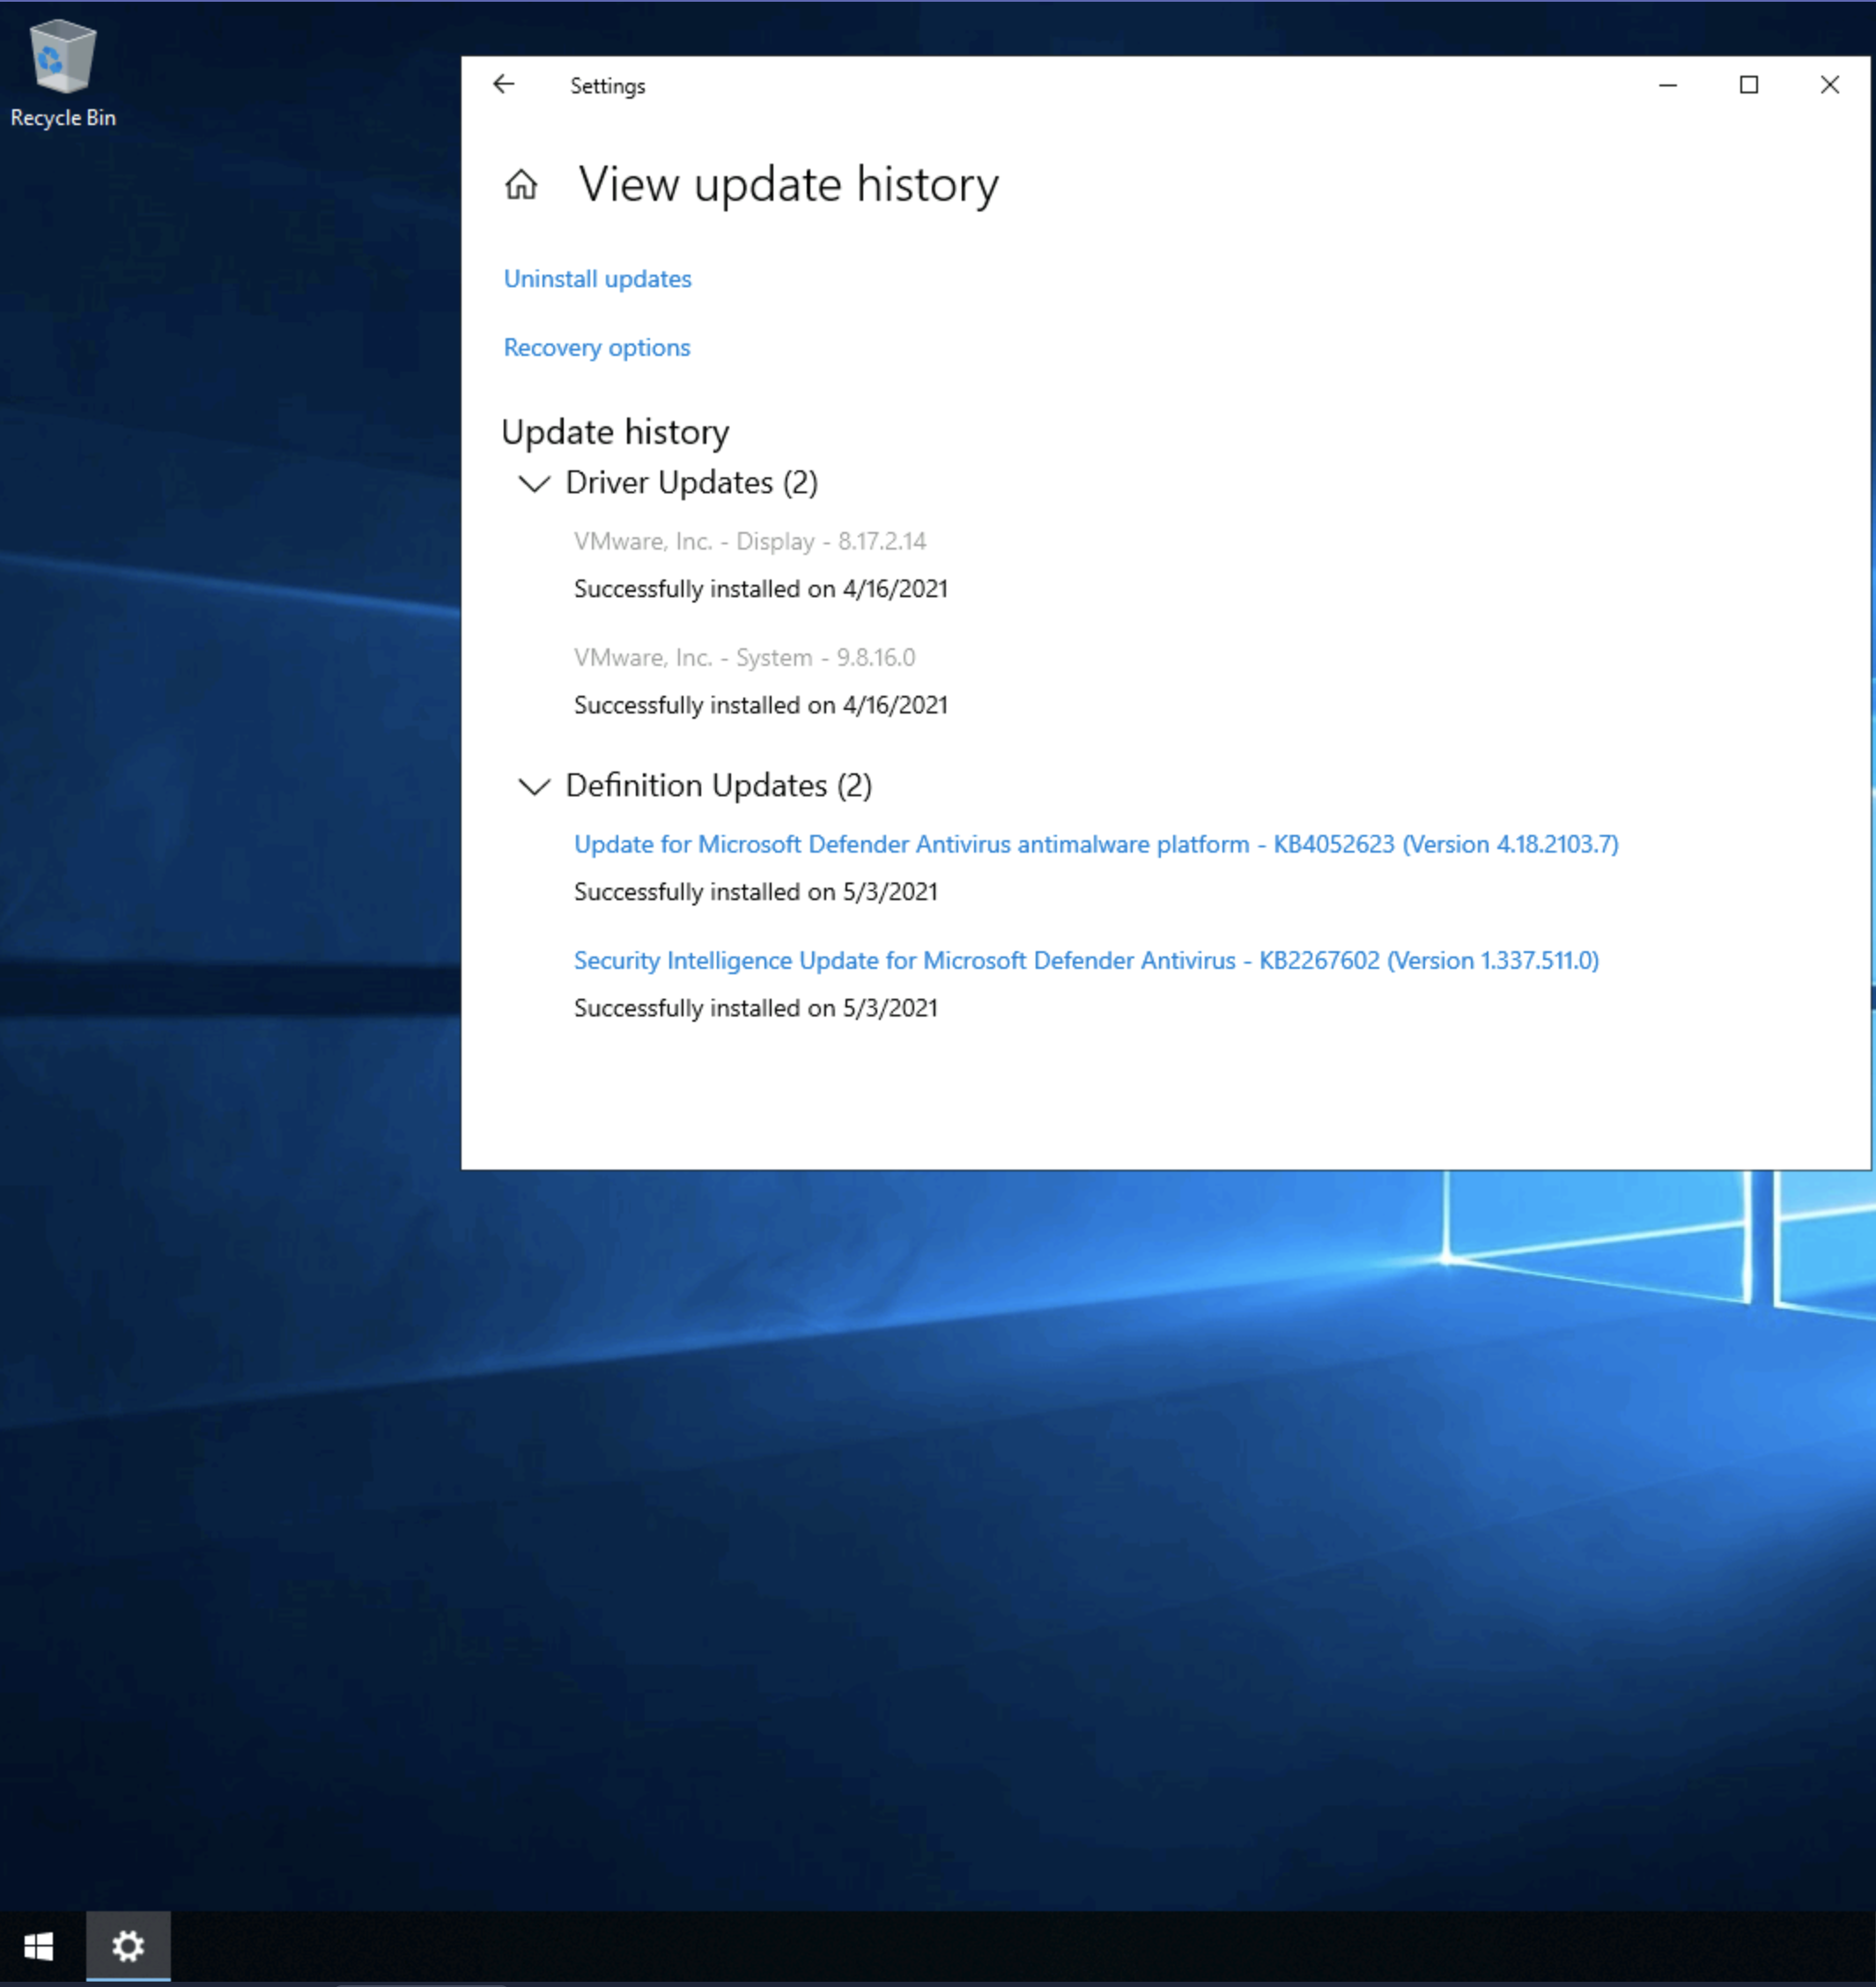 Recycle Bin
Settings
View update history
Uninstall updates
Recovery options
Update history
Driver Updates (2)
VMware, Inc. - Display - 8.17.2.14
Successfully installed on 4/16/2021
VMware, Inc. - System - 9.8.16.0
Successfully installed on 4/16/2021
Definition Updates (2)
Update for Microsoft Defender Antivirus antimalware platform - KB4052623 (Version 4.18.2103.7)
Successfully installed on 5/3/2021
Security Intelligence Update for Microsoft Defender Antivirus - KB2267602 (Version 1.337.511.0)
Successfully installed on 5/3/2021